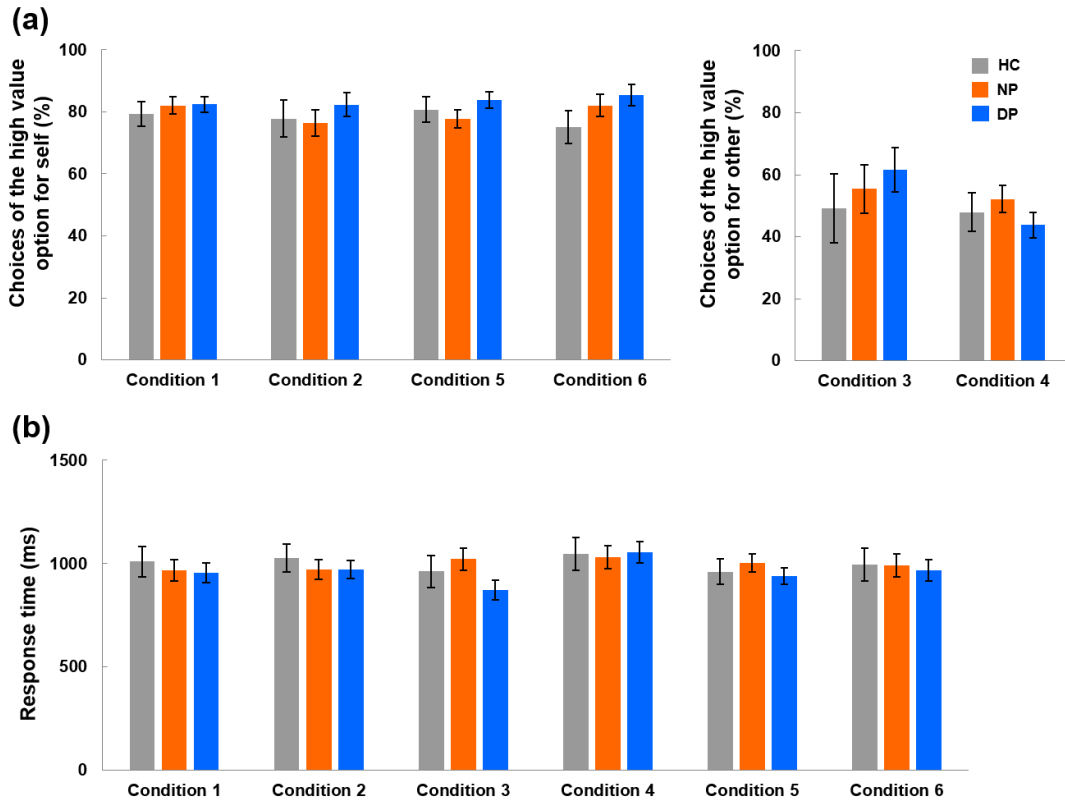 (a)
Choices of the high value
option for self (%)
100
80
60
40
20
0
Condition 1
Condition 2
Condition 5
Condition 6
Choices of the high value
option for other (%)
100
80
60
40
20
0
HC
NP
DP
Condition 3
Condition 4
(b)
Response time (ms)
1500
1000
500
0
Condition 1
Condition 2
Condition 3
Condition 4
Condition 5
Condition 6